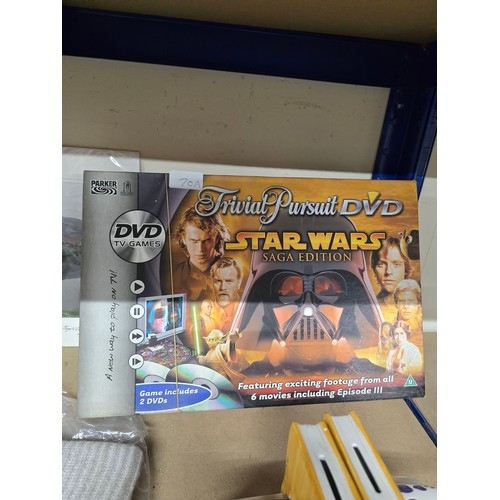 PARKER
70A
Trivial Pursuit DVD
DVD
TV GAMES
STAR WARS
SAGA EDITION
A NEW way to play on TV!
Game includes
2 DVDs
Featuring exciting footage from all
6 movies including Episode III
U